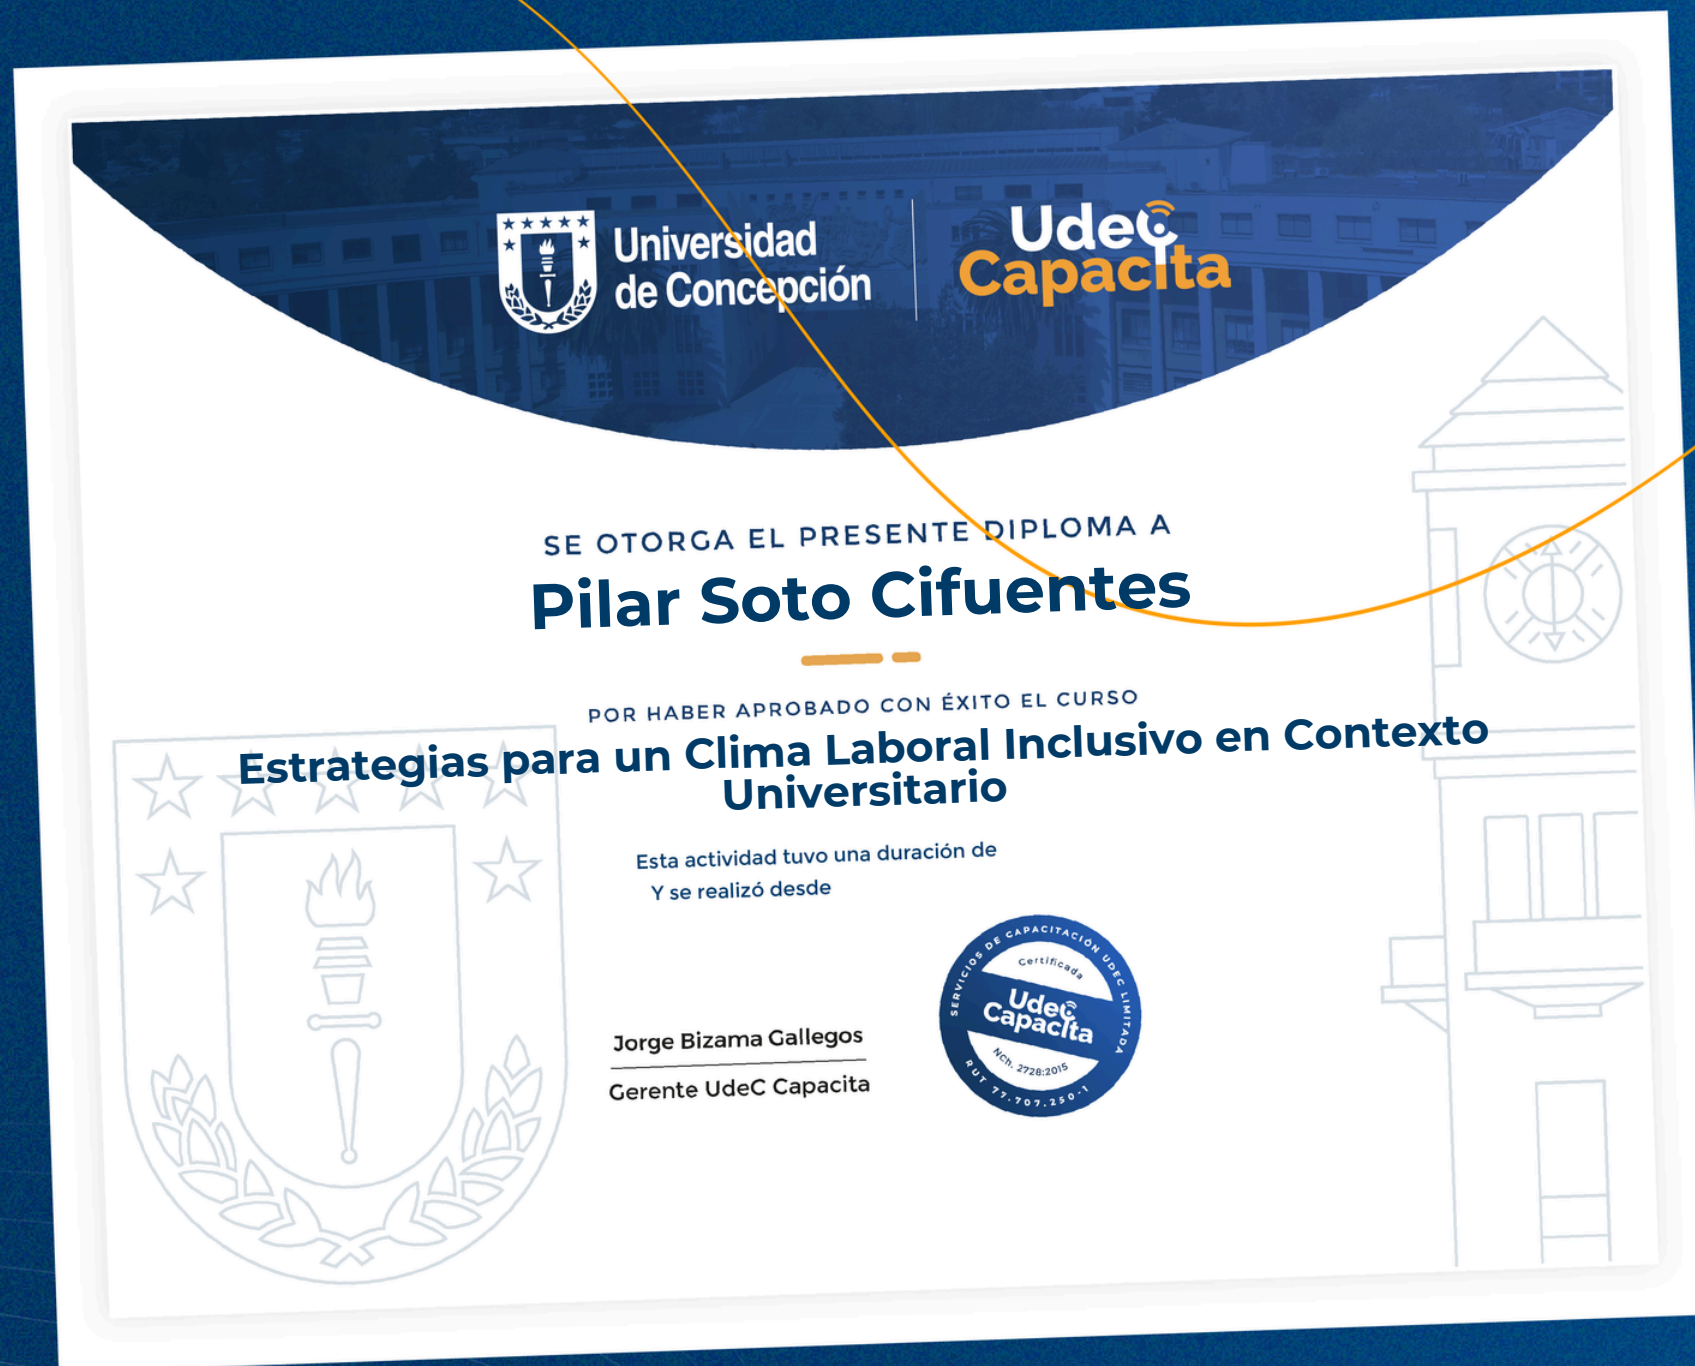 Universidad
de Concepción
UdeC
Capacita
SE OTORGA EL PRESENTE DIPLOMA A
Pilar Soto Cifuentes
POR HABER APROBADO CON ÉXITO EL CURSO
Estrategias para un Clima Laboral Inclusivo en Contexto
Universitario
Esta actividad tuvo una duración de
Y se realizó desde
Jorge Bizama Gallegos
Gerente UdeC Capacita
SERVICIOS DE CAPACITACIÓN UDEC LIMITADA
Certificada
UdeC
Capacita
NCh. 2728:2015
RUT 77.707.250-1